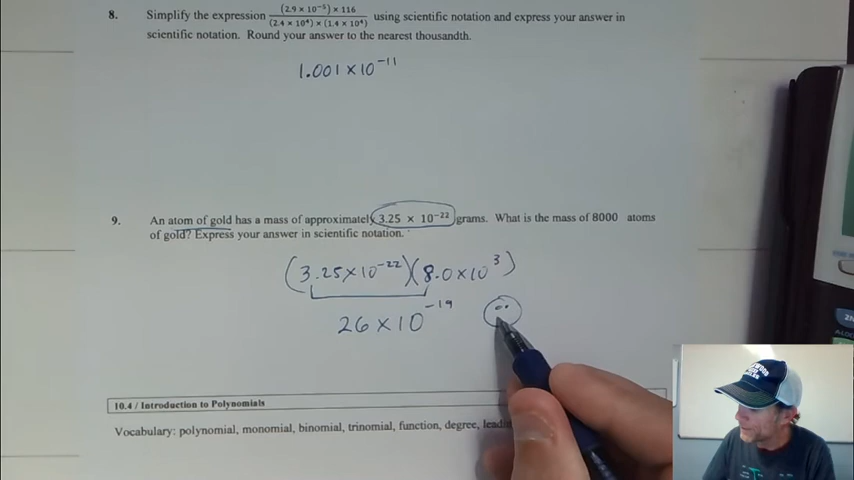 8. Simplify the expression (2.9 × 10⁻⁵) × 116 / (2.4 × 10⁴) × (1.4 × 10⁴) using scientific notation and express your answer in
scientific notation. Round your answer to the nearest thousandth.
1.001 × 10⁻¹¹
9. An atom of gold has a mass of approximately 3.25 × 10⁻²² grams. What is the mass of 8000 atoms
of gold? Express your answer in scientific notation.
(3.25 × 10⁻²²)(8.0 × 10³)
26 × 10⁻¹⁹
10.4 / Introduction to Polynomials
Vocabulary: polynomial, monomial, binomial, trinomial, function, degree,
2ⁿᵈ